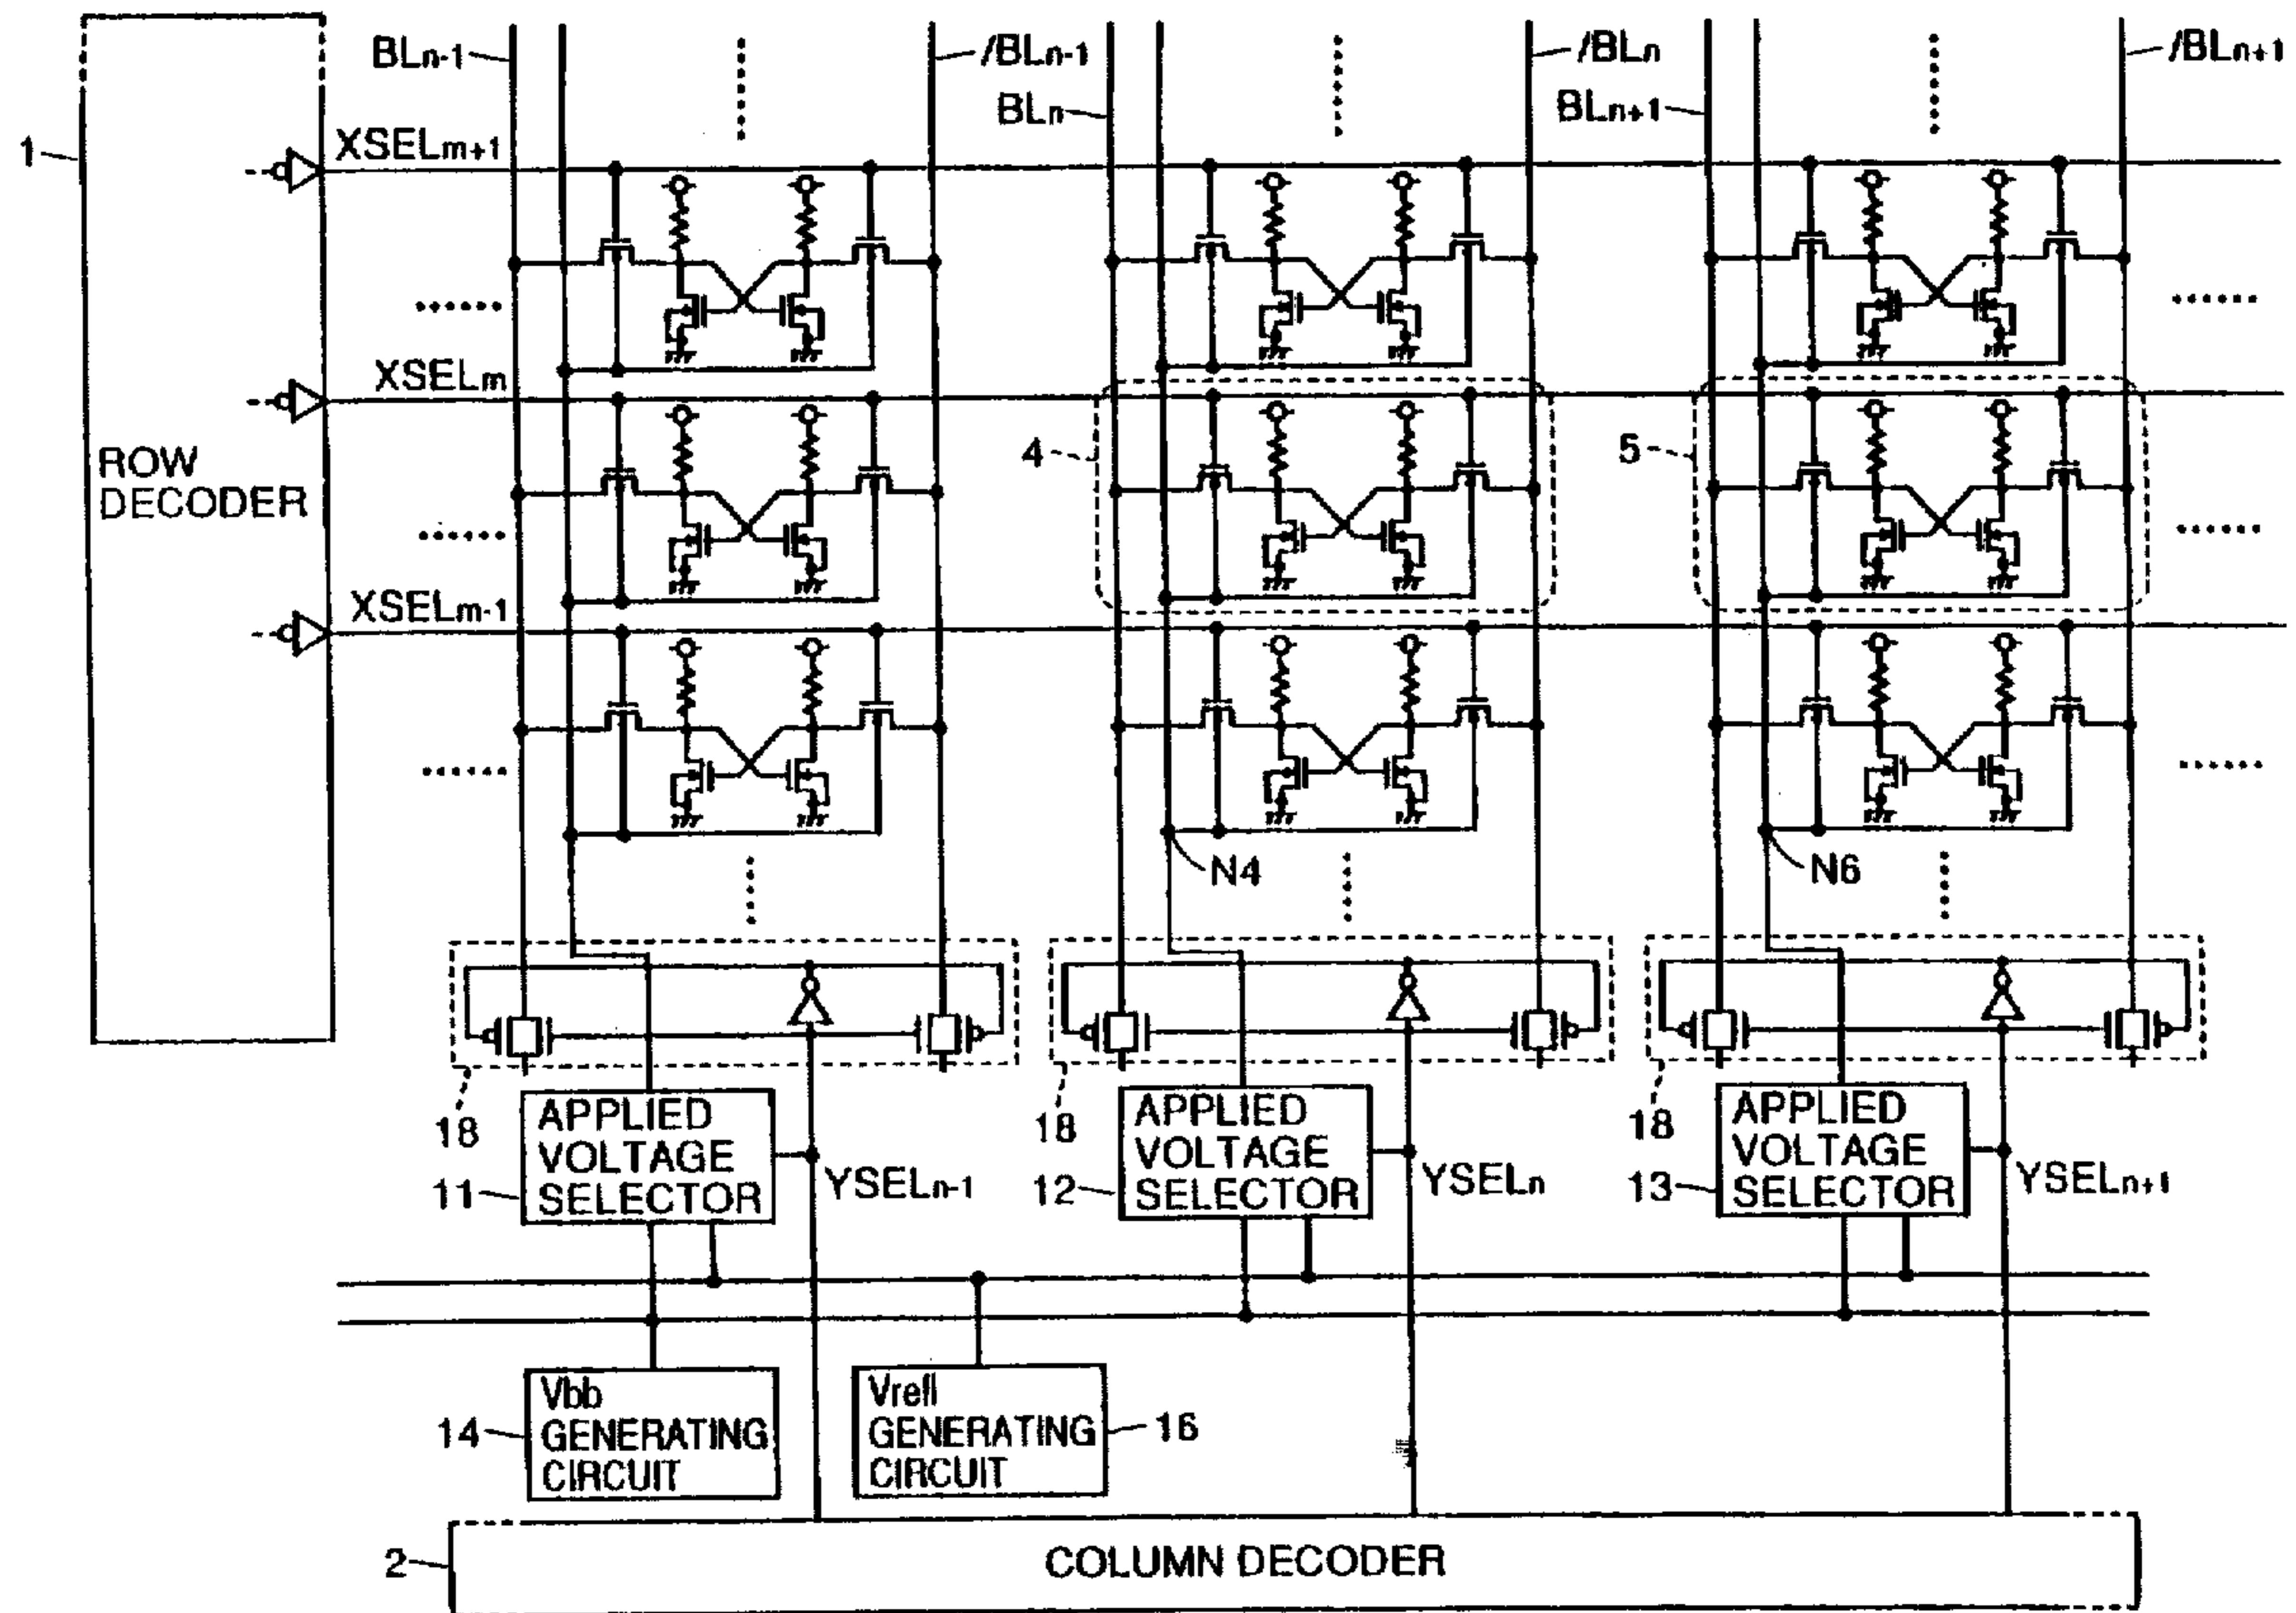 BLn-1
/BLn-1
BLn
/BLn
BLn+1
/BLn+1
1
XSELm+1
XSELm
ROW
DECODER
4
5
XSELm-1
N4
N6
18
18
18
APPLIED
VOLTAGE
SELECTOR
11
YSELn-1
APPLIED
VOLTAGE
SELECTOR
12
YSELn
APPLIED
VOLTAGE
SELECTOR
13
YSELn+1
Vbb
GENERATING
CIRCUIT
14
Vrefl
GENERATING
CIRCUIT
16
2
COLUMN DECODER